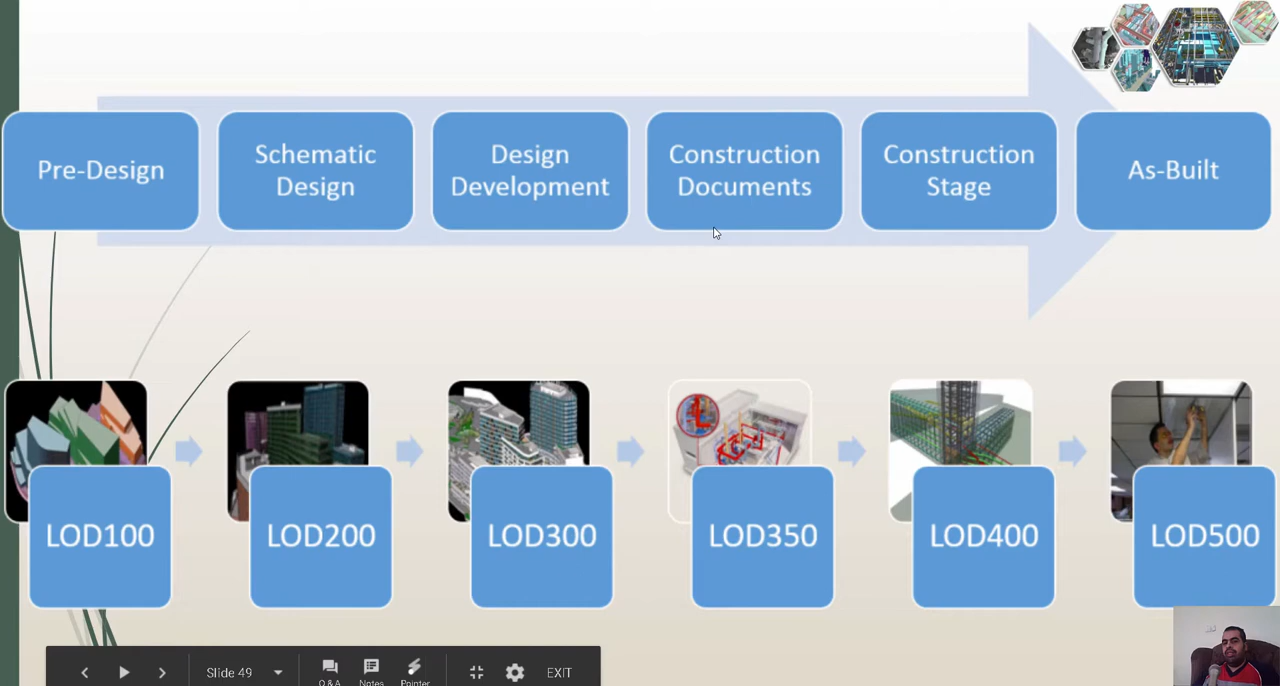 Pre-Design
Schematic
Design
Design
Development
Construction
Documents
Construction
Stage
As-Built
LOD100
LOD200
LOD300
LOD350
LOD400
LOD500
Slide 49
Q & A
Notes
Pointer
EXIT